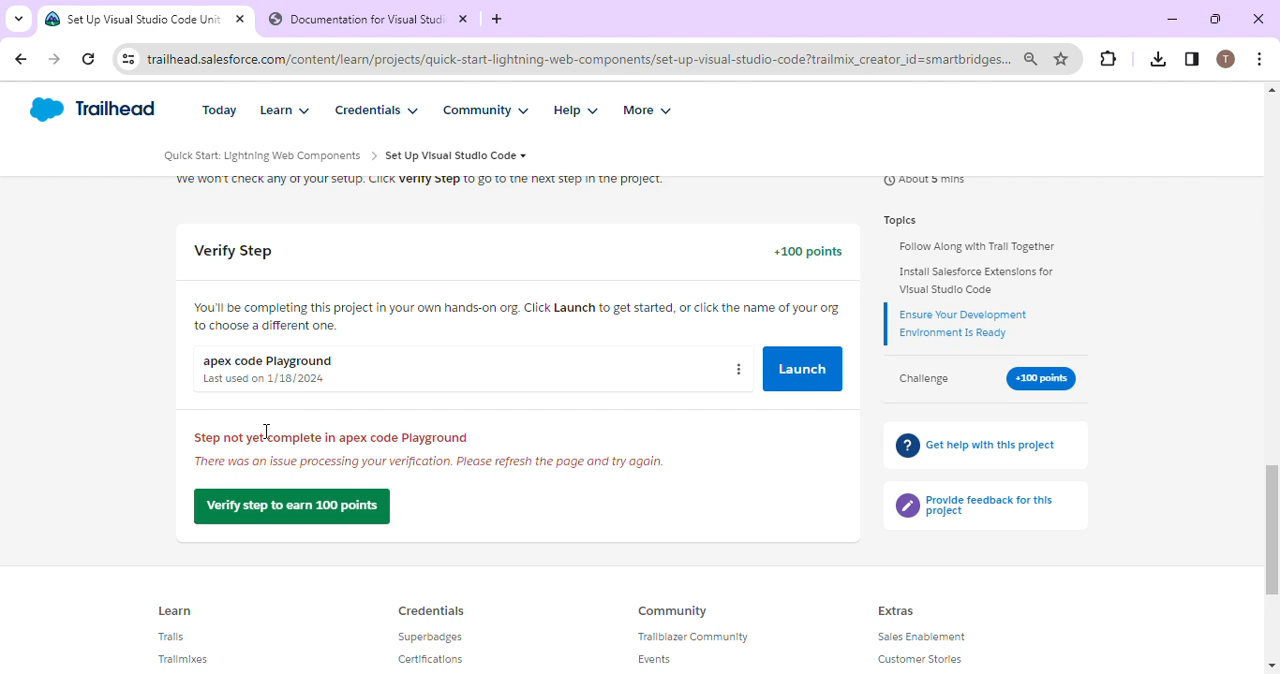 Set Up Visual Studio Code Unit
Documentation for Visual Studi
trailhead.salesforce.com/content/learn/projects/quick-start-lightning-web-components/set-up-visual-studio-code?trailmix_creator_id=smartbridges...
T
Trailhead
Today
Learn
Credentials
Community
Help
More
Quick Start: Lightning Web Components > Set Up Visual Studio Code
We won't check any of your setup. Click Verify Step to go to the next step in the project.
About 5 mins
Verify Step
+100 points
You'll be completing this project in your own hands-on org. Click Launch to get started, or click the name of your org
to choose a different one.
apex code Playground
Last used on 1/18/2024
Launch
Step not yet complete in apex code Playground
There was an issue processing your verification. Please refresh the page and try again.
Verify step to earn 100 points
Topics
Follow Along with Trail Together
Install Salesforce Extensions for
Visual Studio Code
Ensure Your Development
Environment Is Ready
Challenge
+100 points
? Get help with this project
Provide feedback for this
project
Learn
Credentials
Community
Extras
Trails
Superbadges
Trailblazer Community
Sales Enablement
Trailmixes
Certifications
Events
Customer Stories